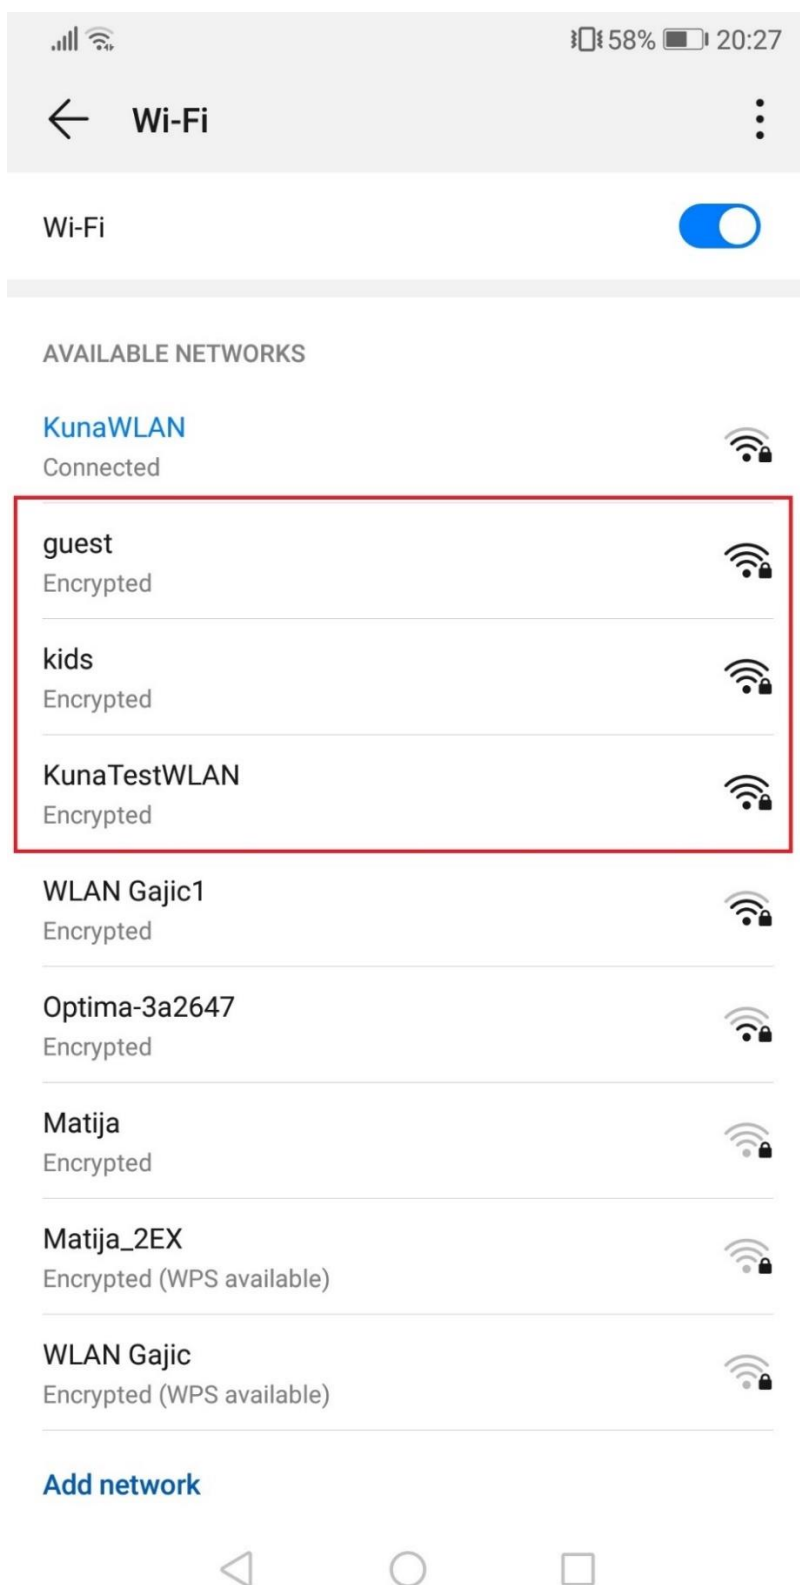 58% 20:27
Wi-Fi
Wi-Fi
AVAILABLE NETWORKS
KunaWLAN
Connected
guest
Encrypted
kids
Encrypted
KunaTestWLAN
Encrypted
WLAN Gajic1
Encrypted
Optima-3a2647
Encrypted
Matija
Encrypted
Matija_2EX
Encrypted (WPS available)
WLAN Gajic
Encrypted (WPS available)
Add network